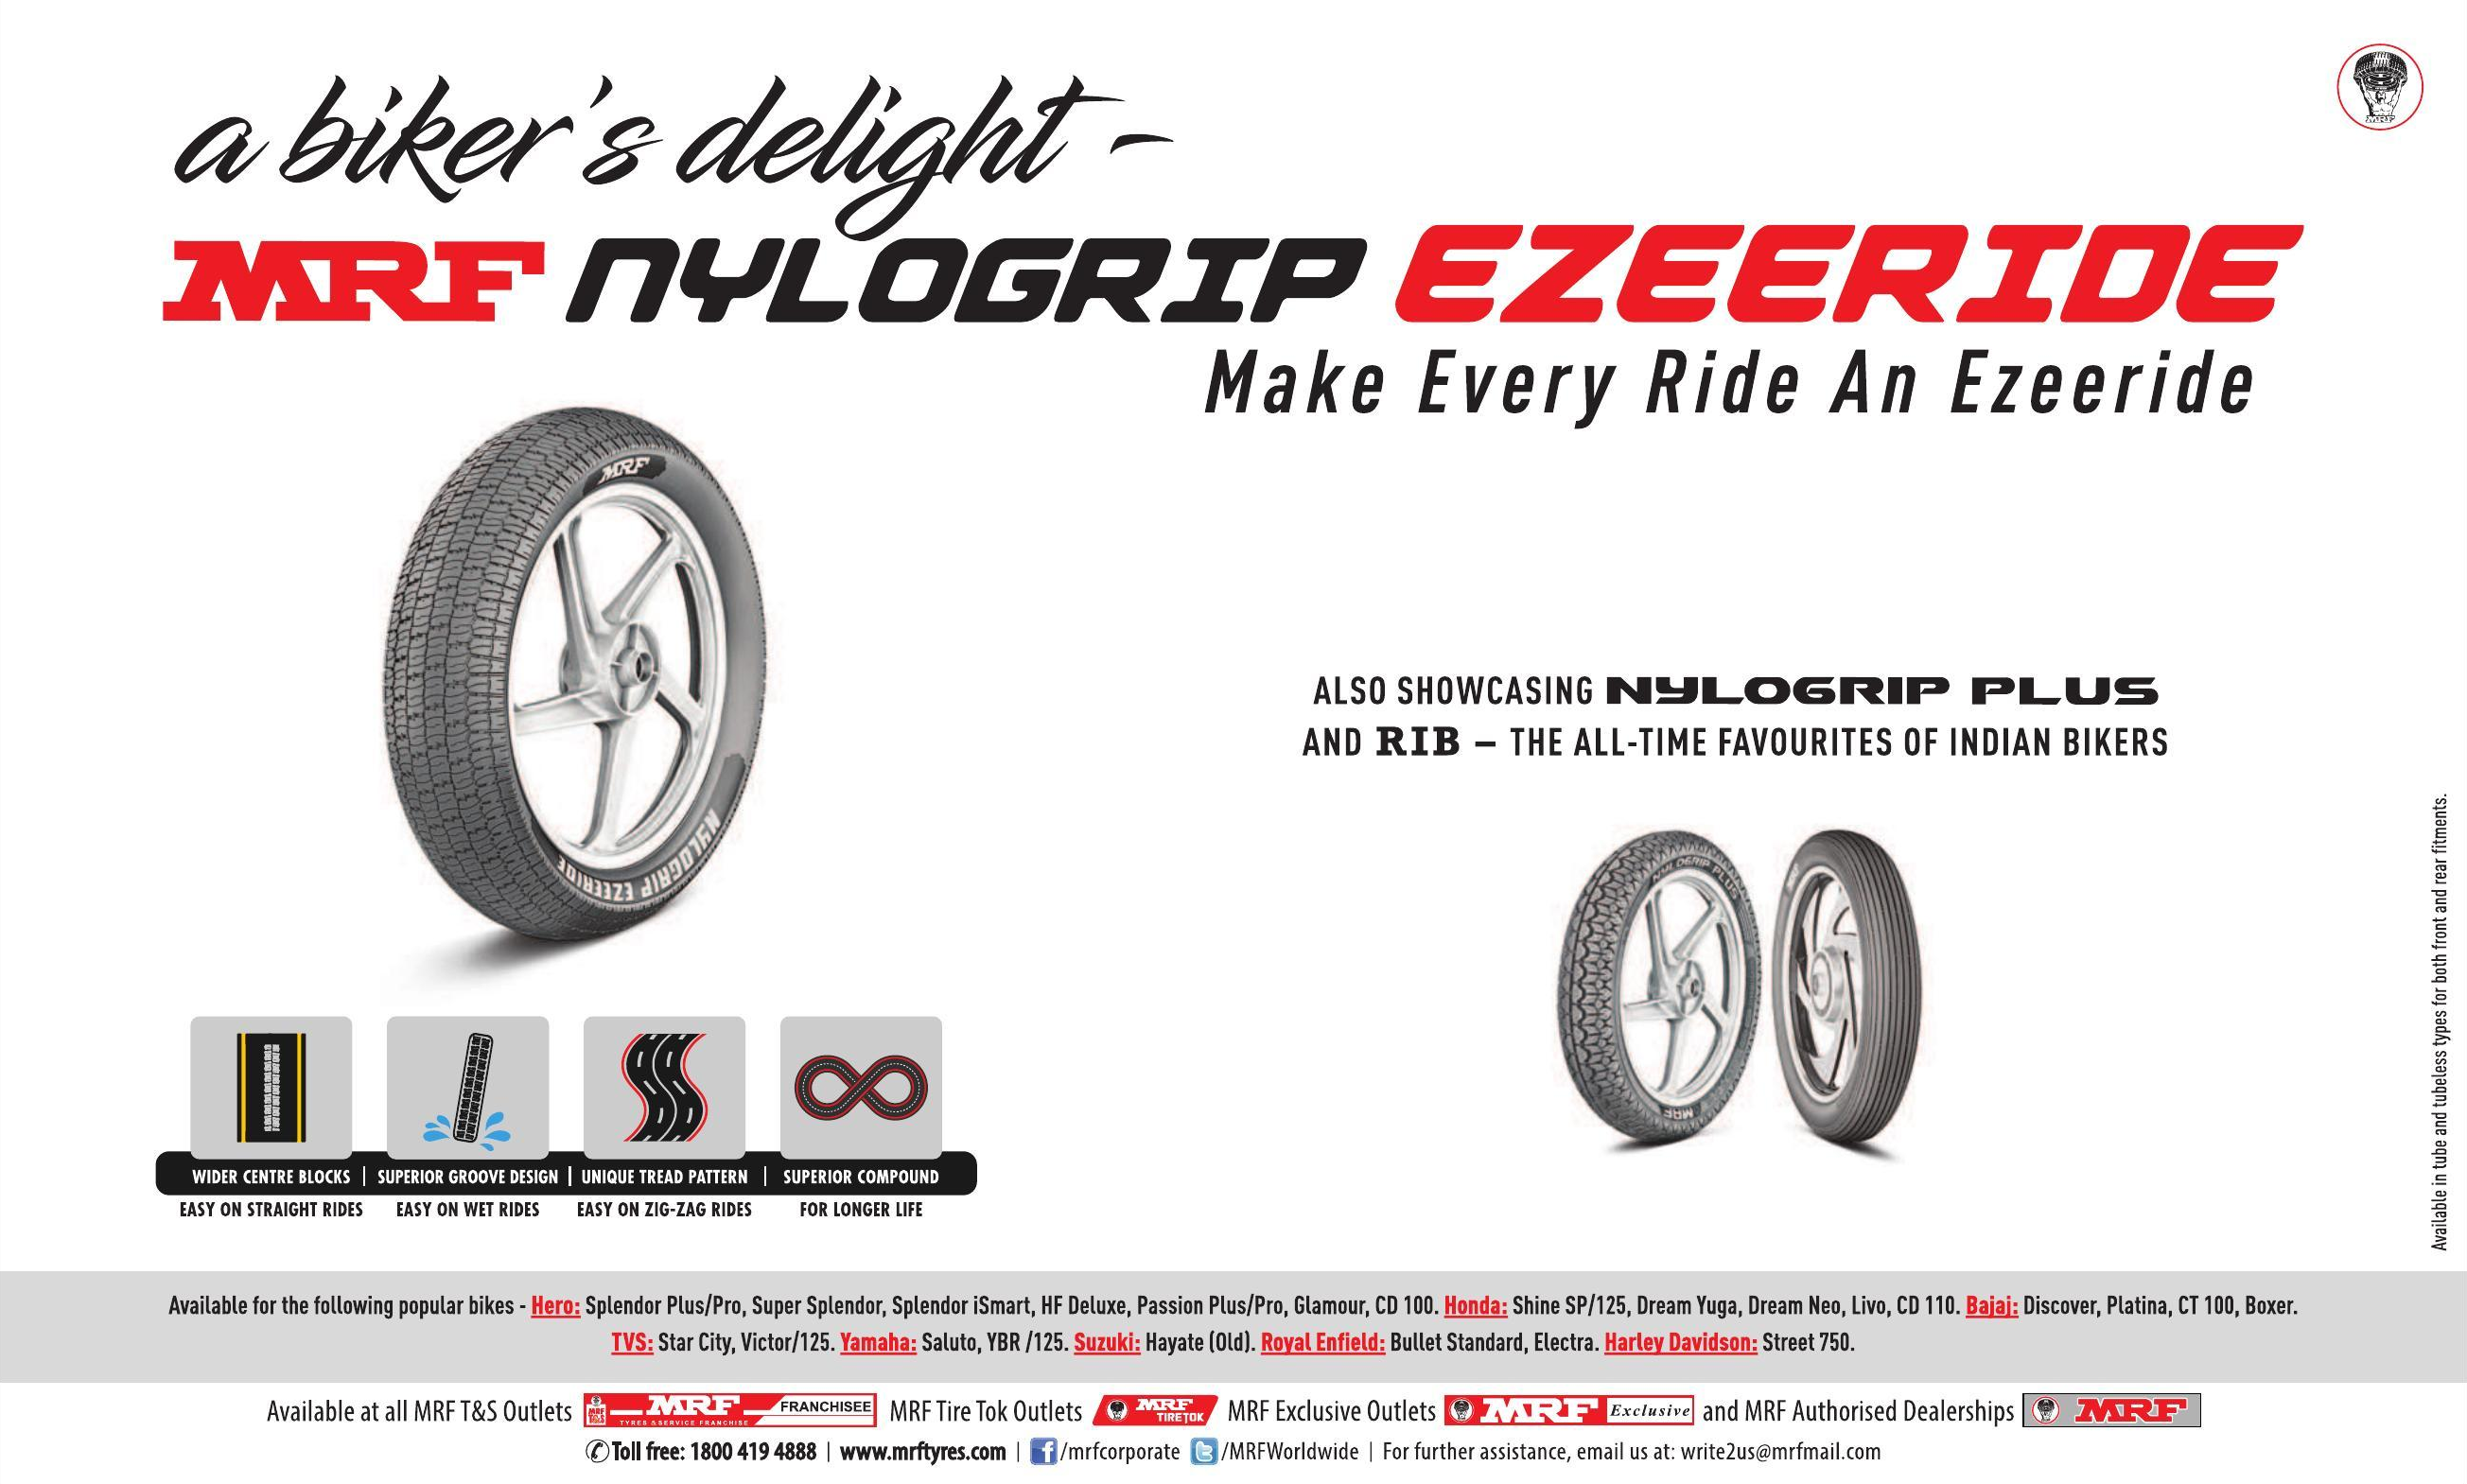 a biker's delight -
MRF NYLOGRIP EZEERIDE
Make Every Ride An Ezeeride
MRF
MRF
NYLOGRIP EZEERIDE
ALSO SHOWCASING NYLOGRIP PLUS
AND RIB – THE ALL-TIME FAVOURITES OF INDIAN BIKERS
NYLOGRIP PLUS
MRF
WIDER CENTRE BLOCKS | SUPERIOR GROOVE DESIGN | UNIQUE TREAD PATTERN | SUPERIOR COMPOUND
EASY ON STRAIGHT RIDES EASY ON WET RIDES EASY ON ZIG-ZAG RIDES FOR LONGER LIFE
Available in tube and tubeless types for both front and rear fitments.
Available for the following popular bikes - Hero: Splendor Plus/Pro, Super Splendor, Splendor iSmart, HF Deluxe, Passion Plus/Pro, Glamour, CD 100. Honda: Shine SP/125, Dream Yuga, Dream Neo, Livo, CD 110. Bajaj: Discover, Platina, CT 100, Boxer.
TVS: Star City, Victor/125. Yamaha: Saluto, YBR /125. Suzuki: Hayate (Old). Royal Enfield: Bullet Standard, Electra. Harley Davidson: Street 750.
Available at all MRF T&S Outlets MRF T&S MRF TYRES & SERVICE FRANCHISE FRANCHISEE MRF Tire Tok Outlets MRF TIRETOK MRF Exclusive Outlets MRF Exclusive and MRF Authorised Dealerships MRF
Toll free: 1800 419 4888 | www.mrftyres.com | f/mrfcorporate t/MRFWorldwide | For further assistance, email us at: write2us@mrfmail.com